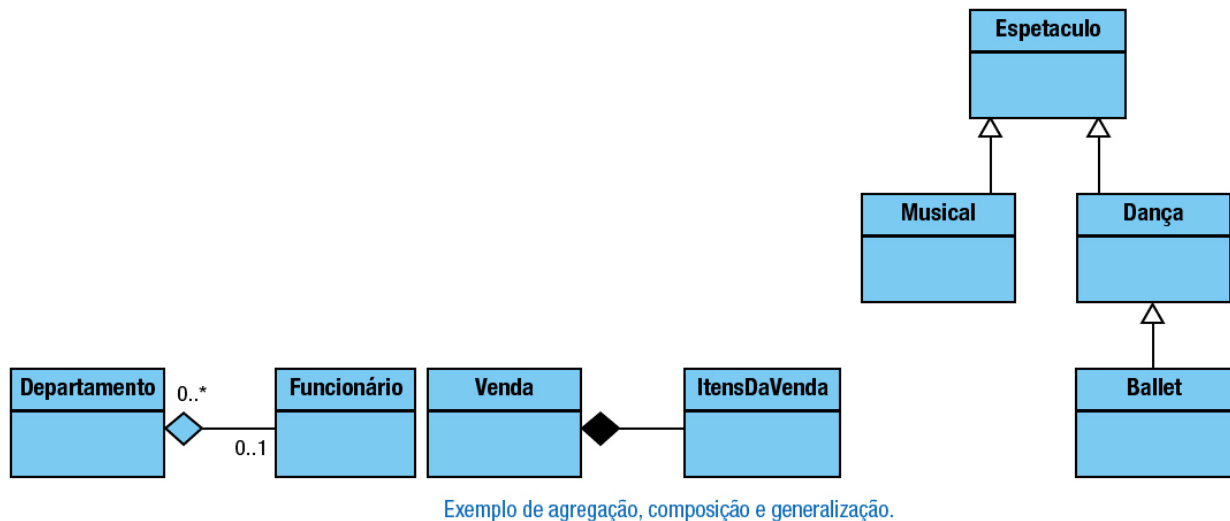 Espetaculo
Musical
Dança
Departamento
0..*
0..1
Funcionário
Venda
ItensDaVenda
Ballet
Exemplo de agregação, composição e generalização.